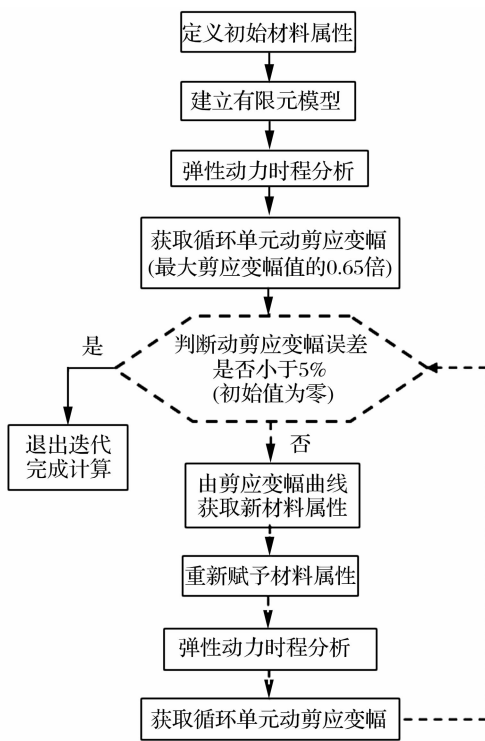 定义初始材料属性
建立有限元模型
弹性动力时程分析
获取循环单元动剪应变幅
(最大剪应变幅值的0.65倍)
判断动剪应变幅误差
是否小于5%
(初始值为零)
是
退出迭代
完成计算
否
由剪应变幅曲线
获取新材料属性
重新赋予材料属性
弹性动力时程分析
获取循环单元动剪应变幅